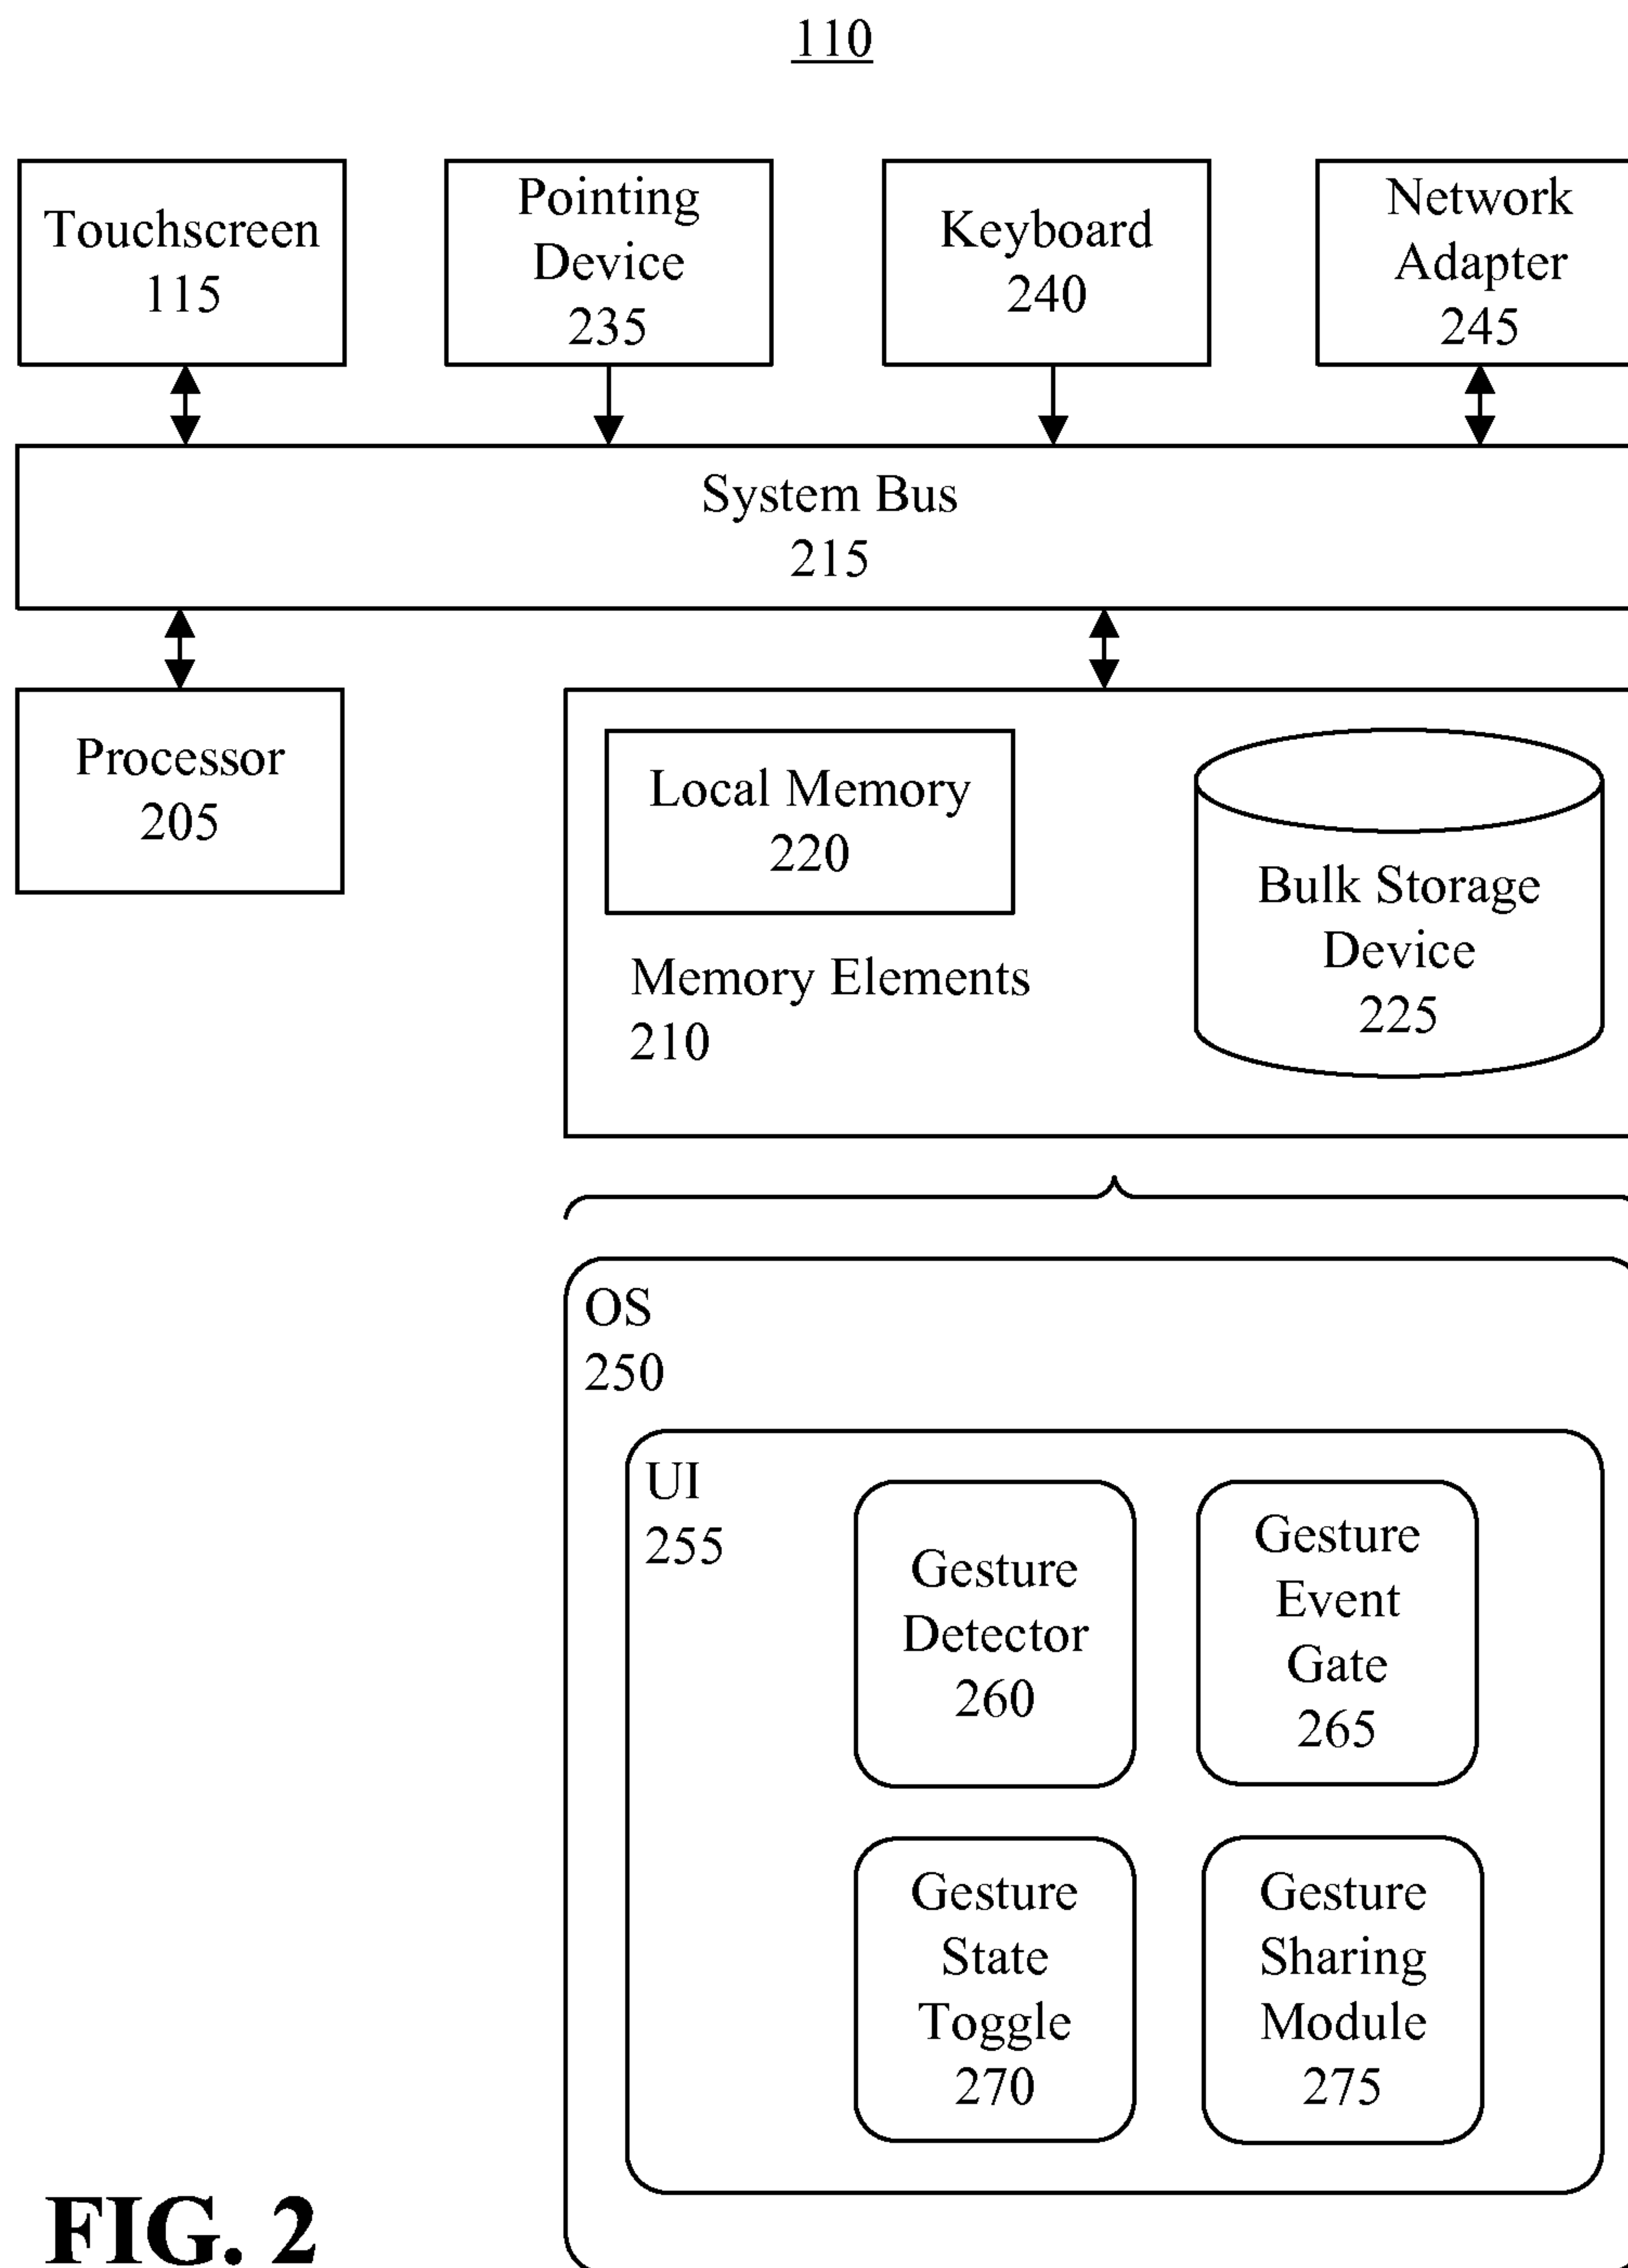 110
Touchscreen
115
Pointing
Device
235
Keyboard
240
Network
Adapter
245
System Bus
215
Processor
205
Local Memory
220
Memory Elements
210
Bulk Storage
Device
225
OS
250
UI
255
Gesture
Detector
260
Gesture
Event
Gate
265
Gesture
State
Toggle
270
Gesture
Sharing
Module
275
FIG. 2